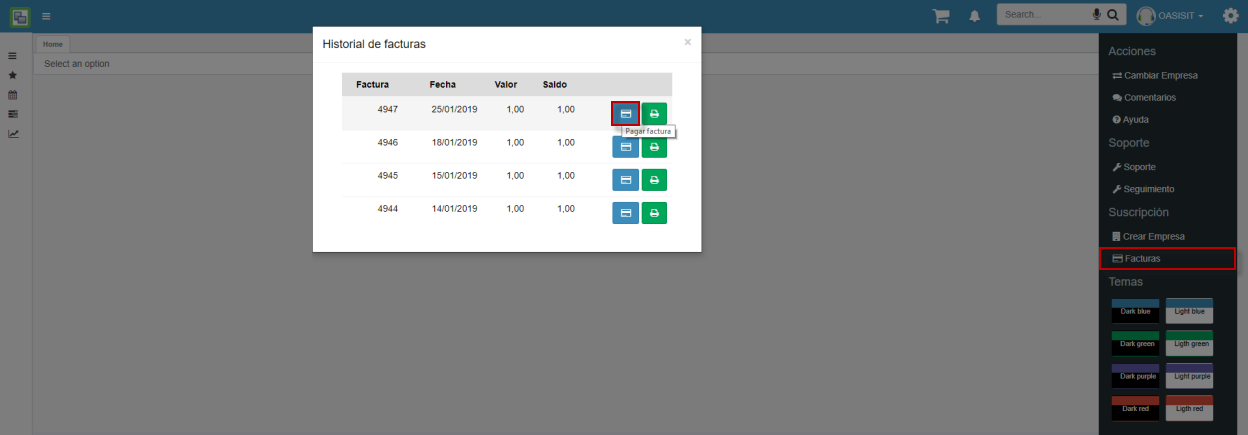 Search...
OASISIT
Home
Select an option
Historial de facturas
×
Factura Fecha Valor Saldo
4947 25/01/2019 1,00 1,00
Pagar factura
4946 18/01/2019 1,00 1,00
4945 15/01/2019 1,00 1,00
4944 14/01/2019 1,00 1,00
Acciones
Cambiar Empresa
Comentarios
Ayuda
Soporte
Soporte
Seguimiento
Suscripción
Crear Empresa
Facturas
Temas
Dark blue Light blue
Dark green Ligth green
Dark purple Light purple
Dark red Ligth red